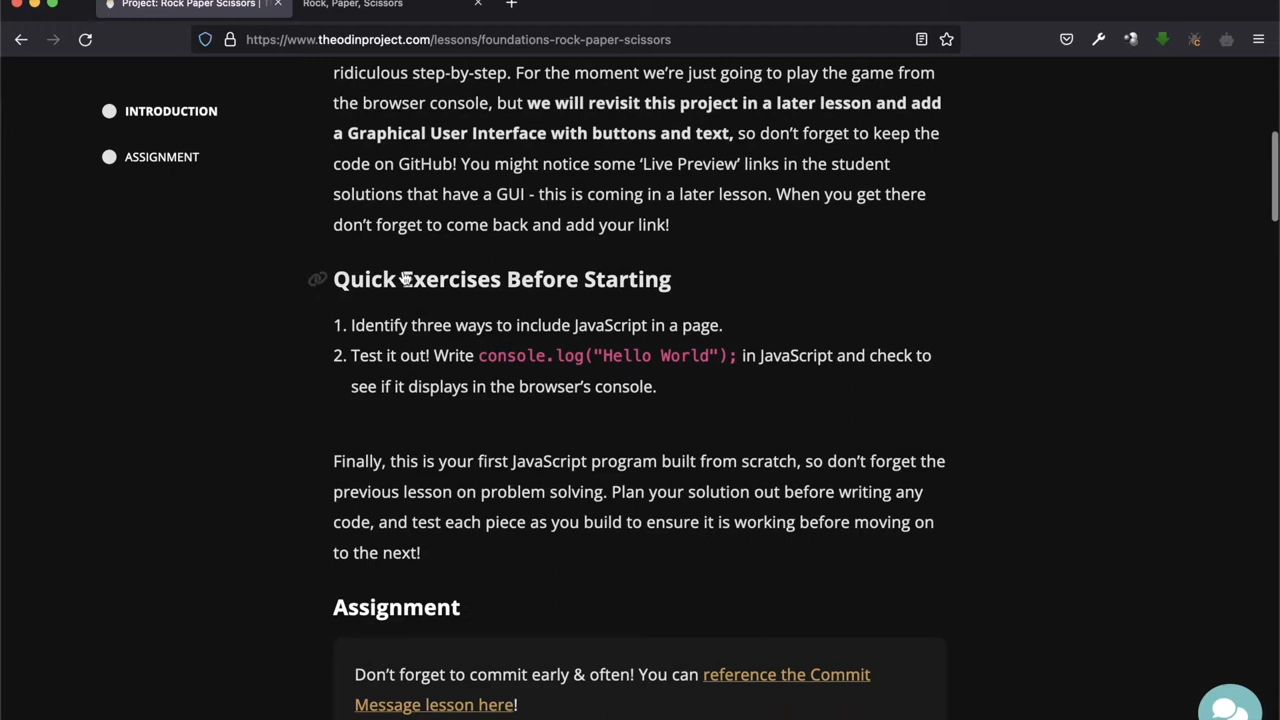 Project: Rock Paper Scissors |
Rock, Paper, Scissors
https://www.theodinproject.com/lessons/foundations-rock-paper-scissors
INTRODUCTION
ASSIGNMENT
ridiculous step-by-step. For the moment we're just going to play the game from
the browser console, but we will revisit this project in a later lesson and add
a Graphical User Interface with buttons and text, so don't forget to keep the
code on GitHub! You might notice some 'Live Preview' links in the student
solutions that have a GUI - this is coming in a later lesson. When you get there
don't forget to come back and add your link!
Quick Exercises Before Starting
1. Identify three ways to include JavaScript in a page.
2. Test it out! Write console.log("Hello World"); in JavaScript and check to
see if it displays in the browser's console.
Finally, this is your first JavaScript program built from scratch, so don't forget the
previous lesson on problem solving. Plan your solution out before writing any
code, and test each piece as you build to ensure it is working before moving on
to the next!
Assignment
Don't forget to commit early & often! You can reference the Commit
Message lesson here!